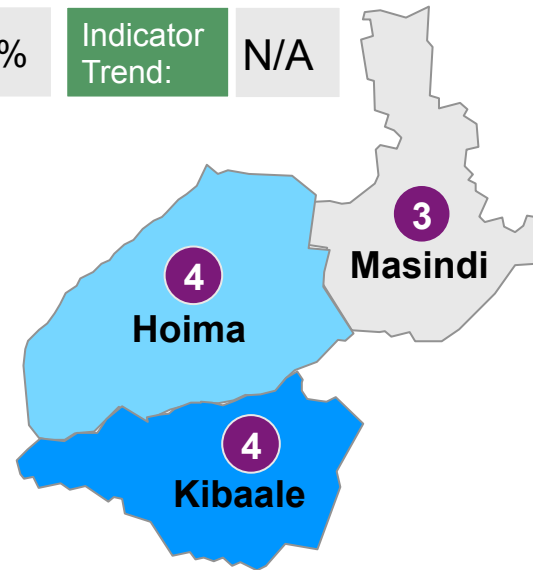 %
Indicator
Trend:
N/A
3
Masindi
4
Hoima
4
Kibaale